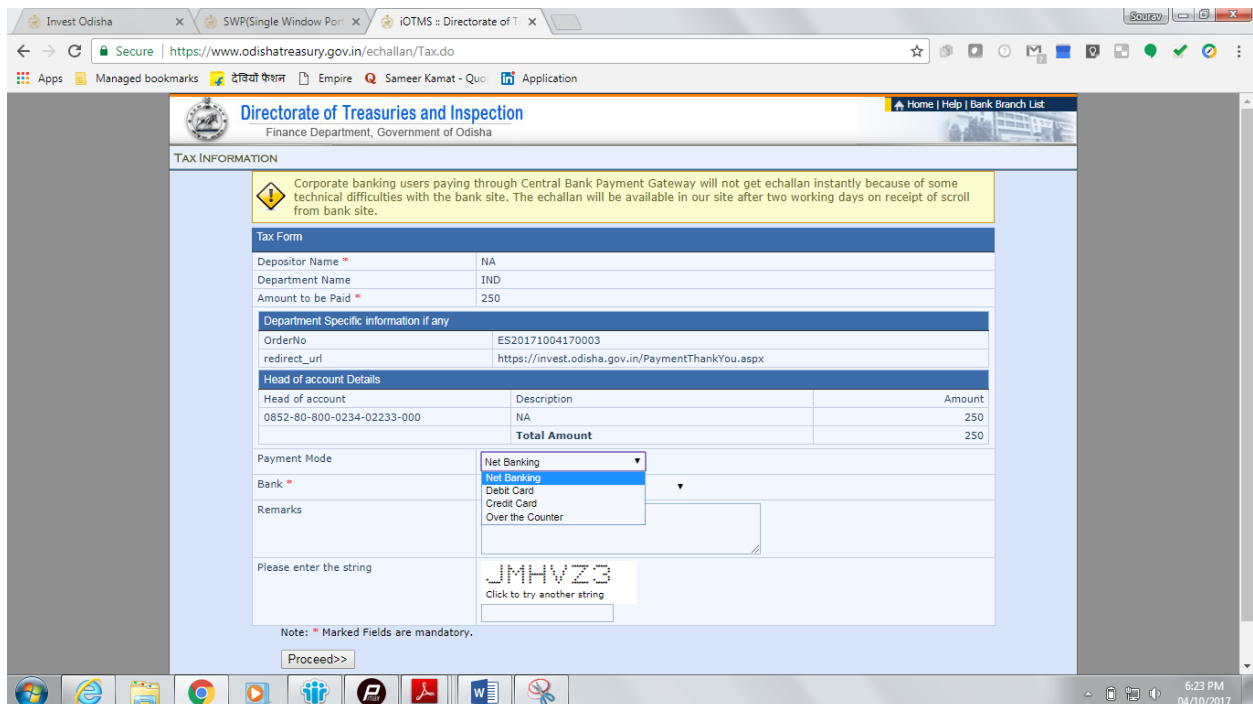 Invest Odisha
SWP(Single Window Port
iOTMS :: Directorate of T
Sourav
Secure | https://www.odishatreasury.gov.in/echallan/Tax.do
Apps Managed bookmarks देवियों फैशन Empire Sameer Kamat - Quo Application
Directorate of Treasuries and Inspection
Finance Department, Government of Odisha
Home | Help | Bank Branch List
TAX INFORMATION
Corporate banking users paying through Central Bank Payment Gateway will not get echallan instantly because of some
technical difficulties with the bank site. The echallan will be available in our site after two working days on receipt of scroll
from bank site.
Tax Form
Depositor Name * NA
Department Name IND
Amount to be Paid * 250
Department Specific information if any
OrderNo ES20171004170003
redirect_url https://invest.odisha.gov.in/PaymentThankYou.aspx
Head of account Details
Head of account Description Amount
0852-80-800-0234-02233-000 NA 250
Total Amount 250
Payment Mode Net Banking
Net Banking
Bank *
Debit Card
Credit Card
Remarks
Over the Counter
Please enter the string
JMHVZ3
Click to try another string
Note: * Marked Fields are mandatory.
Proceed>>
6:23 PM
04/10/2017